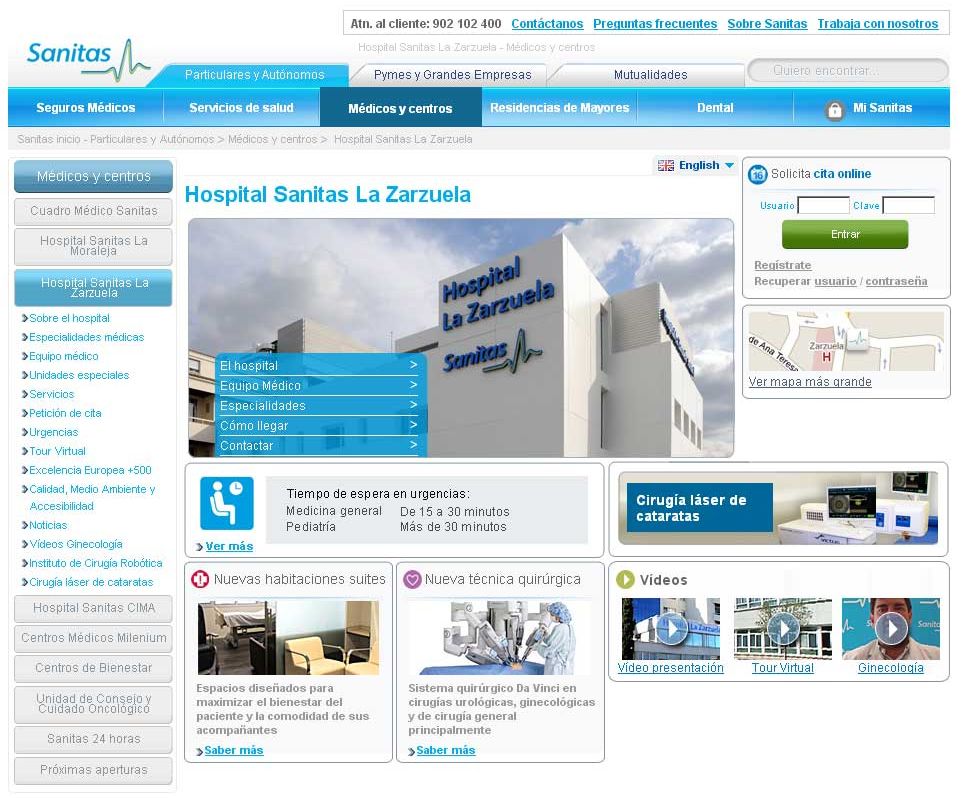 Atn. al cliente: 902 102 400 Contáctanos Preguntas frecuentes Sobre Sanitas Trabaja con nosotros
Hospital Sanitas La Zarzuela - Médicos y centros
Sanitas
Particulares y Autónomos Pymes y Grandes Empresas Mutualidades Quiero encontrar...
Seguros Médicos Servicios de salud Médicos y centros Residencias de Mayores Dental Mi Sanitas
Sanitas inicio - Particulares y Autónomos > Médicos y centros > Hospital Sanitas La Zarzuela
Médicos y centros
Cuadro Médico Sanitas
Hospital Sanitas La
Moraleja
Hospital Sanitas La
Zarzuela
Sobre el hospital
Especialidades médicas
Equipo médico
Unidades especiales
Servicios
Petición de cita
Urgencias
Tour Virtual
Excelencia Europea +500
Calidad, Medio Ambiente y
Accesibilidad
Noticias
Vídeos Ginecología
Instituto de Cirugía Robótica
Cirugía láser de cataratas
Hospital Sanitas CIMA
Centros Médicos Milenium
Centros de Bienestar
Unidad de Consejo y
Cuidado Oncológico
Sanitas 24 horas
Próximas aperturas
English
Hospital Sanitas La Zarzuela
Hospital
La Zarzuela
Sanitas
El hospital >
Equipo Médico >
Especialidades >
Cómo llegar >
Contactar >
16 Solicita cita online
Usuario Clave
Entrar
Regístrate
Recuperar usuario / contraseña
de Ana Teresa
Zarzuela
H
Ver mapa más grande
Tiempo de espera en urgencias:
Medicina general De 15 a 30 minutos
Pediatría Más de 30 minutos
Ver más
Cirugía láser de
cataratas
Nuevas habitaciones suites
Espacios diseñados para
maximizar el bienestar del
paciente y la comodidad de sus
acompañantes
Saber más
Nueva técnica quirúrgica
Sistema quirúrgico Da Vinci en
cirugías urológicas, ginecológicas
y de cirugía general
principalmente
Saber más
Vídeos
Vídeo presentación Tour Virtual Ginecología